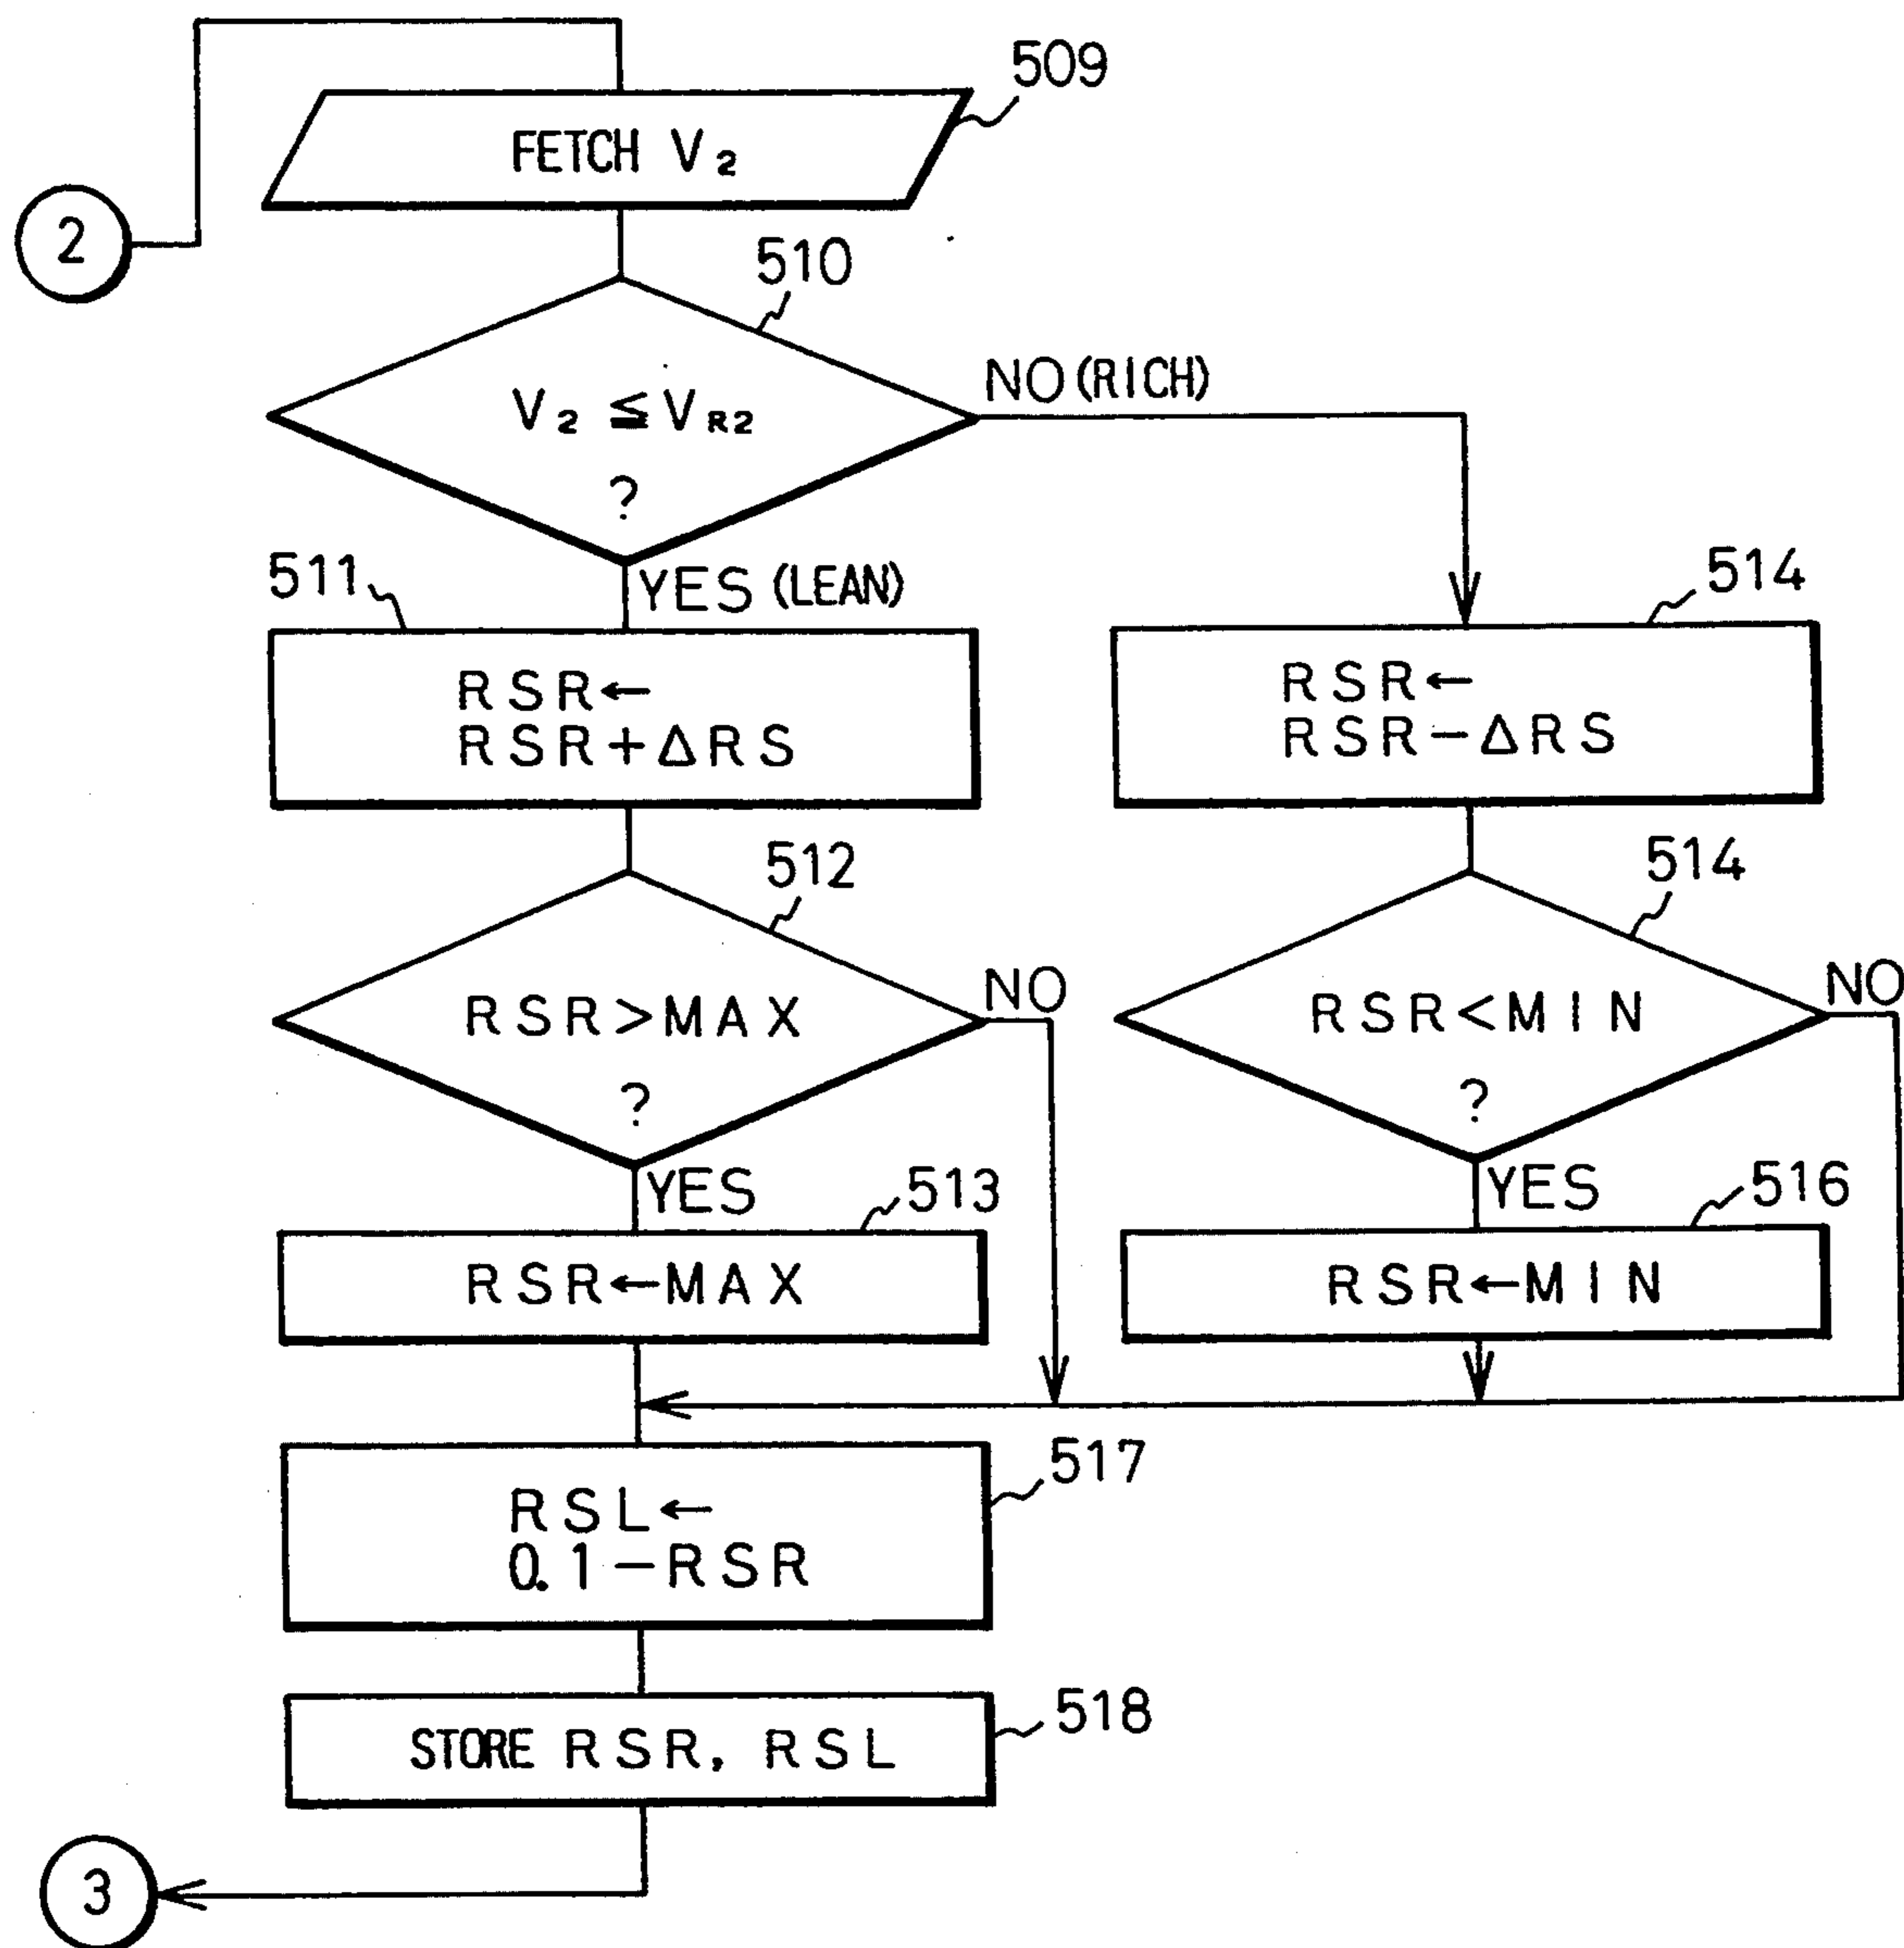 509
FETCH V₂
2
510
V₂ ≦ VR₂
?
NO (RICH)
YES (LEAN)
511
RSR←
RSR+ΔRS
514
RSR←
RSR−ΔRS
512
RSR>MAX
?
NO
YES
514
RSR<MIN
?
NO
YES
513
RSR←MAX
516
RSR←MIN
517
RSL←
0.1−RSR
518
STORE RSR, RSL
3